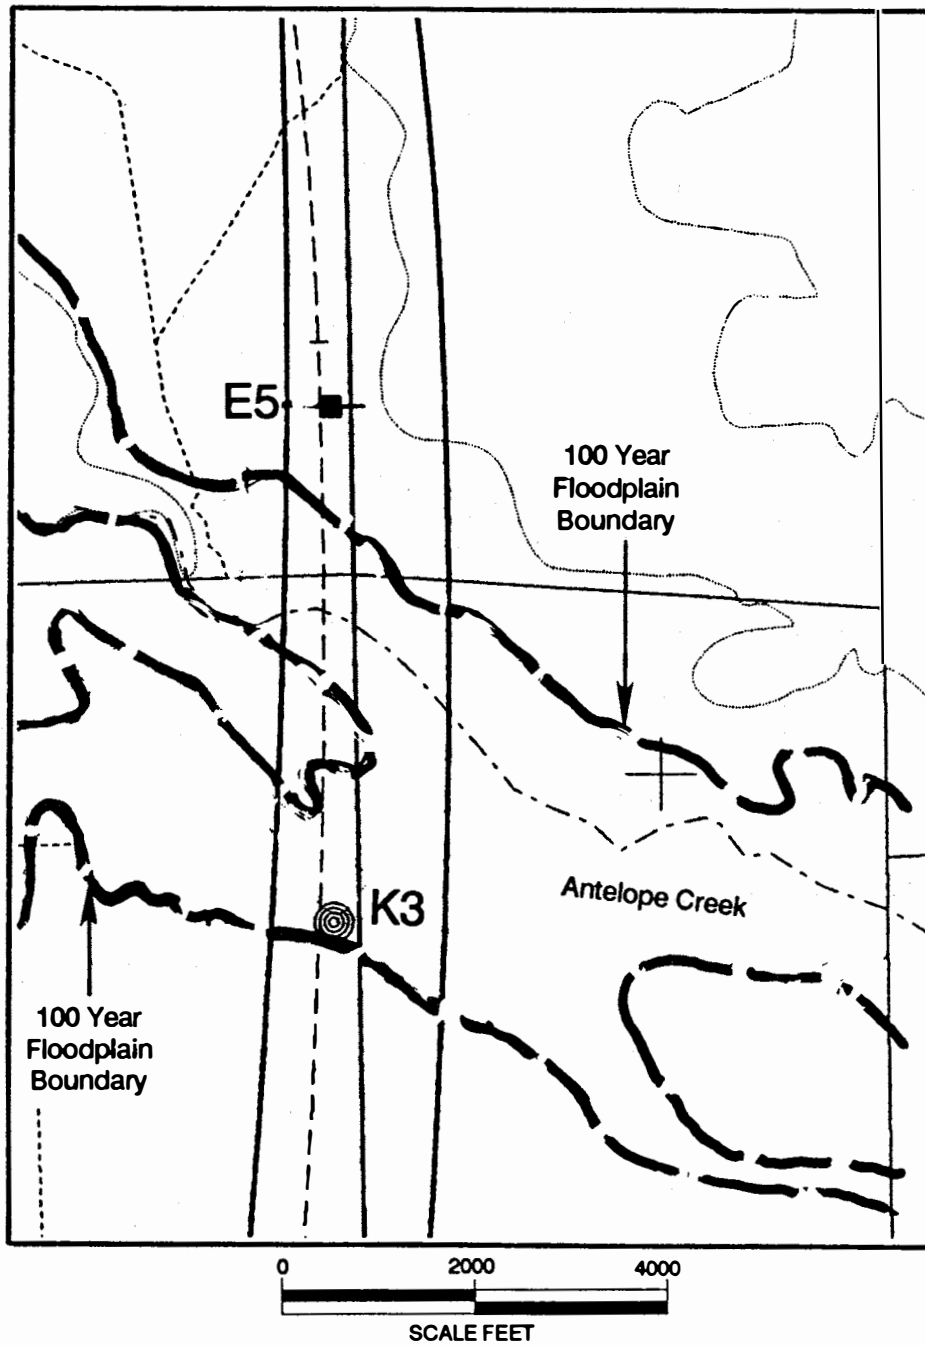 E5
100 Year
Floodplain
Boundary
K3
Antelope Creek
100 Year
Floodplain
Boundary
0 2000 4000
SCALE FEET